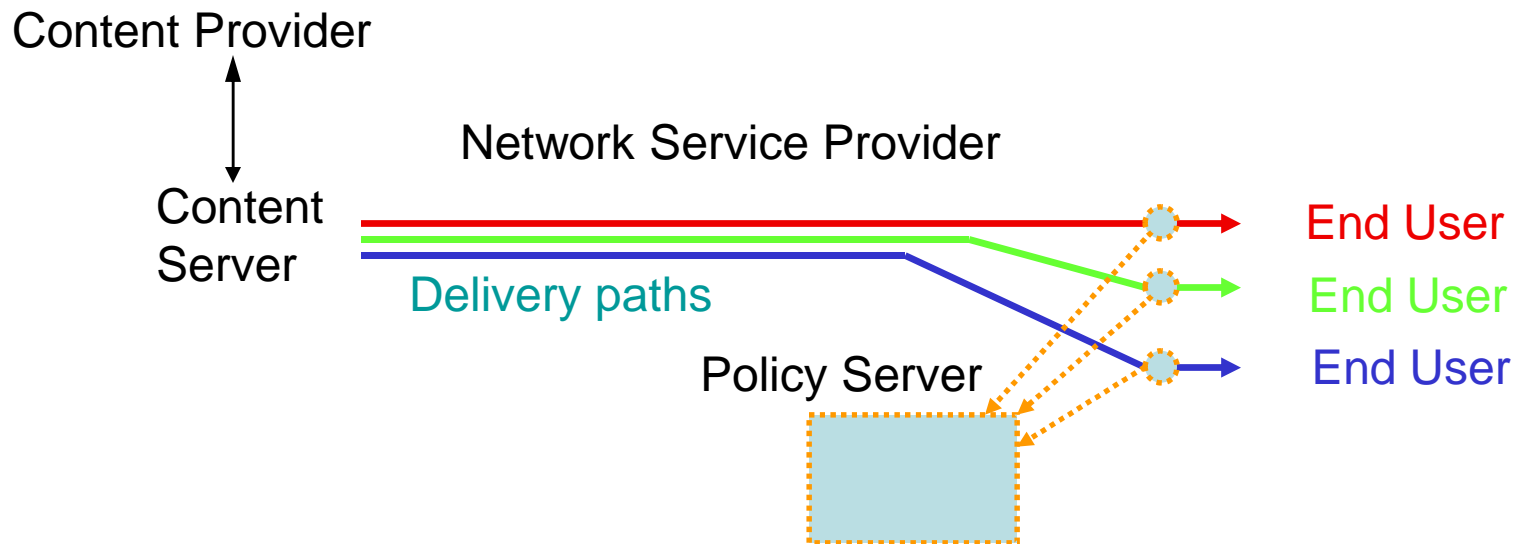 Content Provider
Network Service Provider
Content
Server
End User
Delivery paths
End User
Policy Server
End User